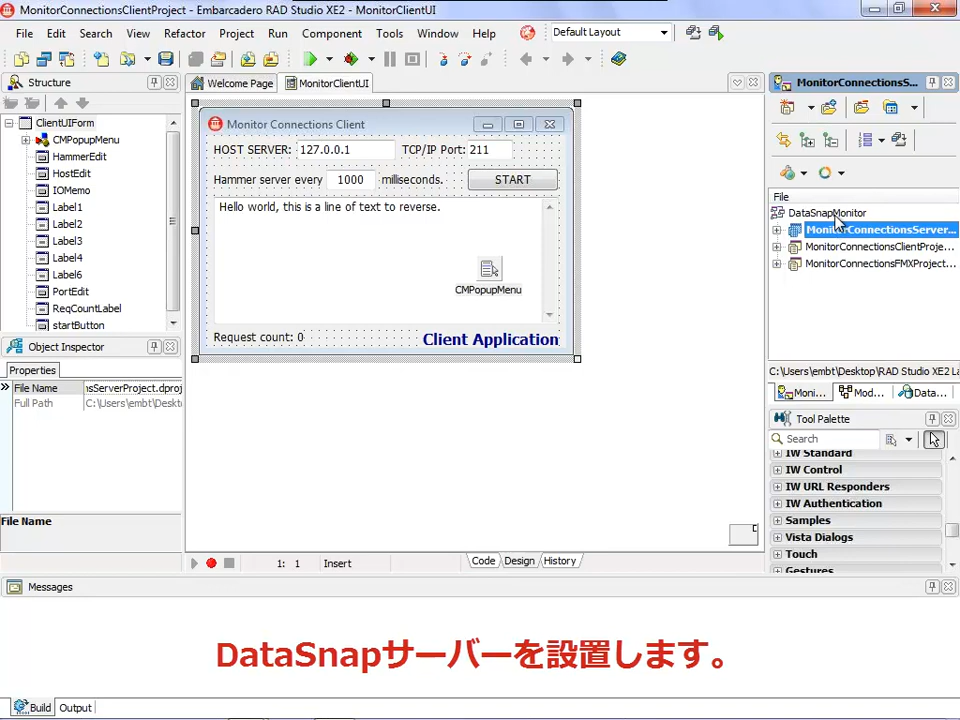 MonitorConnectionsClientProject - Embarcadero RAD Studio XE2 - MonitorClientUI
File Edit Search View Refactor Project Run Component Tools Window Help
Default Layout
Structure
Welcome Page
MonitorClientUI
MonitorConnectionsS...
ClientUIForm
CMPopupMenu
HammerEdit
HostEdit
IOMemo
Label1
Label2
Label3
Label4
Label6
PortEdit
ReqCountLabel
startButton
Monitor Connections Client
HOST SERVER: 127.0.0.1 TCP/IP Port: 211
Hammer server every 1000 milliseconds. START
Hello world, this is a line of text to reverse.
CMPopupMenu
Request count: 0 Client Application
File
DataSnapMonitor
MonitorConnectionsServer...
MonitorConnectionsClientProje...
MonitorConnectionsFMXProject...
C:\Users\embt\Desktop\RAD Studio XE2 La
Moni... Mod... Data...
Object Inspector
Properties
File Name nsServerProject.dproj
Full Path C:\Users\embt\Deskto
File Name
Tool Palette
Search
IW Standard
IW Control
IW URL Responders
IW Authentication
Samples
Vista Dialogs
Touch
Gestures
1: 1 Insert
Code Design History
Messages
DataSnapサーバーを設置します。
Build Output